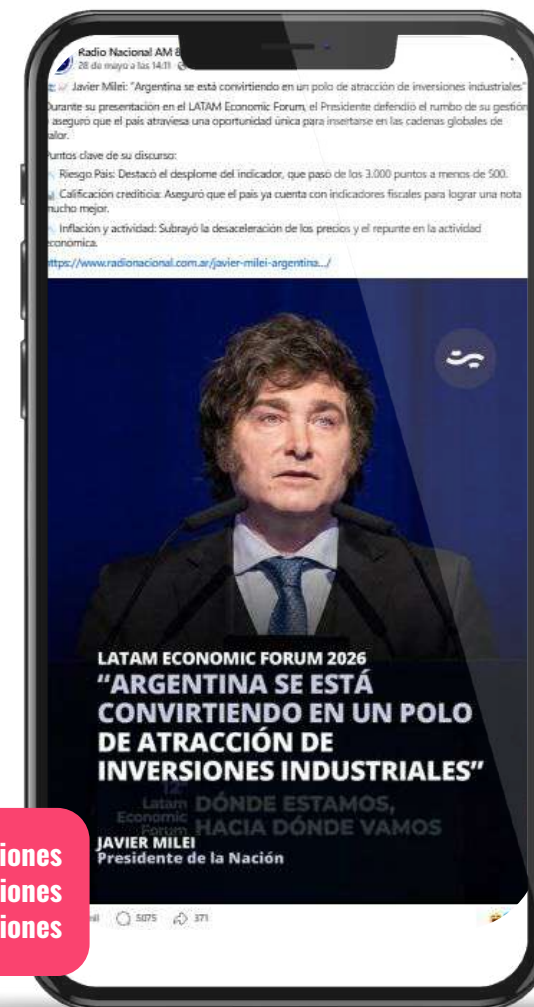 Radio Nacional AM 8
28 de mayo a las 14:11
Javier Milei: "Argentina se está convirtiendo en un polo de atracción de inversiones industriales"
Durante su presentación en el LATAM Economic Forum, el Presidente defendió el rumbo de su gestión
aseguró que el país atraviesa una oportunidad única para insertarse en las cadenas globales de
valor.
Puntos clave de su discurso:
Riesgo País: Destacó el desplome del indicador, que pasó de los 3.000 puntos a menos de 500.
Calificación crediticia: Aseguró que el país ya cuenta con indicadores fiscales para lograr una nota
mucho mejor.
Inflación y actividad: Subrayó la desaceleración de los precios y el repunte en la actividad
económica.
https://www.radionacional.com.ar/javier-milei-argentina.../
LATAM ECONOMIC FORUM 2026
“ARGENTINA SE ESTÁ
CONVIRTIENDO EN UN POLO
DE ATRACCIÓN DE
INVERSIONES INDUSTRIALES”
12º
Latam
Economic
Forum
DÓNDE ESTAMOS,
HACIA DÓNDE VAMOS
JAVIER MILEI
Presidente de la Nación
iones
iones
iones
5075
371